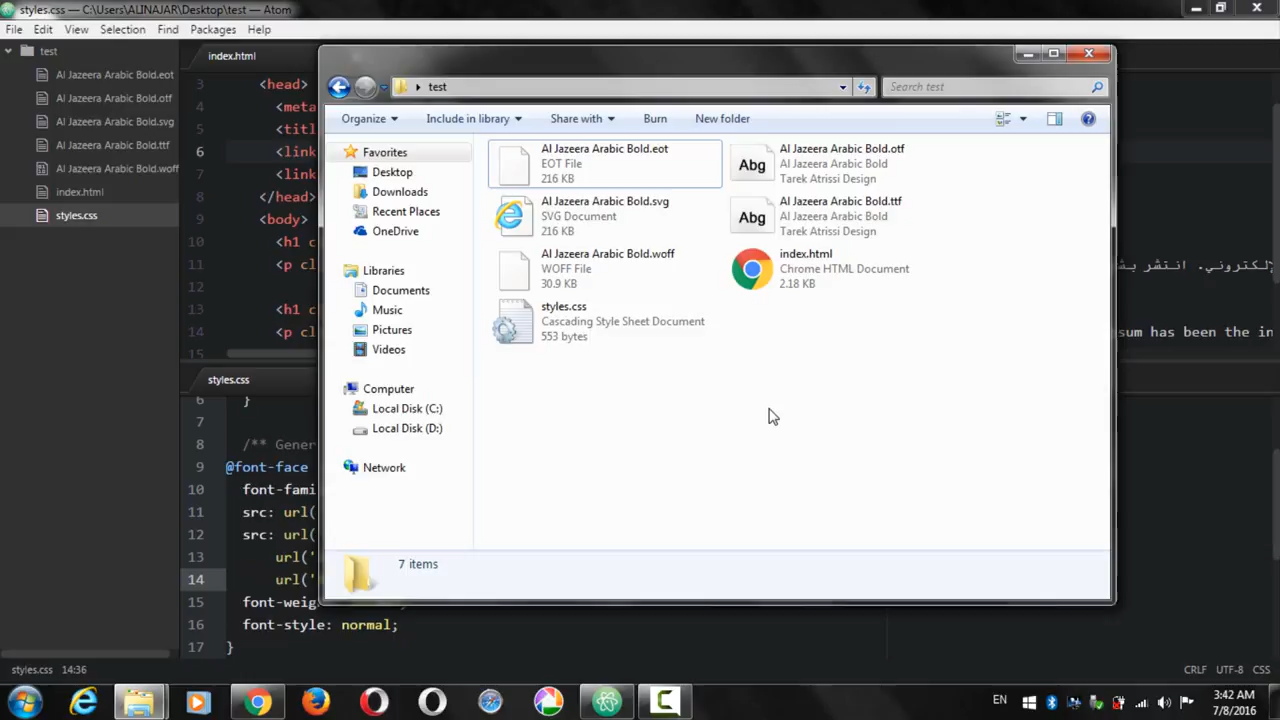 styles.css — C:\Users\ALINAJAR\Desktop\test — Atom
File Edit View Selection Find Packages Help
test
Al Jazeera Arabic Bold.eot
Al Jazeera Arabic Bold.otf
Al Jazeera Arabic Bold.svg
Al Jazeera Arabic Bold.ttf
Al Jazeera Arabic Bold.woff
index.html
styles.css
index.html
3 <head>
4 <meta
5 <titl
6 <link
7 <link
8 </head>
9 <body>
10 <h1 c
11 <p cl
لإلكتروني. انتشر بش
12
13 <h1 c
14 <p cl
sum has been the in
15
styles.css
6 }
7
8 /** Gener
9 @font-face
10 font-fami
11 src: url(
12 src: url(
13 url('
14 url('
15 font-weig
16 font-style: normal;
17 }
styles.css 14:36
CRLF UTF-8 CSS
test
Search test
Organize Include in library Share with Burn New folder
Favorites
Desktop
Downloads
Recent Places
OneDrive
Libraries
Documents
Music
Pictures
Videos
Computer
Local Disk (C:)
Local Disk (D:)
Network
Al Jazeera Arabic Bold.eot
EOT File
216 KB
Abg
Al Jazeera Arabic Bold.otf
Al Jazeera Arabic Bold
Tarek Atrissi Design
Al Jazeera Arabic Bold.svg
SVG Document
216 KB
Abg
Al Jazeera Arabic Bold.ttf
Al Jazeera Arabic Bold
Tarek Atrissi Design
Al Jazeera Arabic Bold.woff
WOFF File
30.9 KB
index.html
Chrome HTML Document
2.18 KB
styles.css
Cascading Style Sheet Document
553 bytes
7 items
EN
3:42 AM
7/8/2016